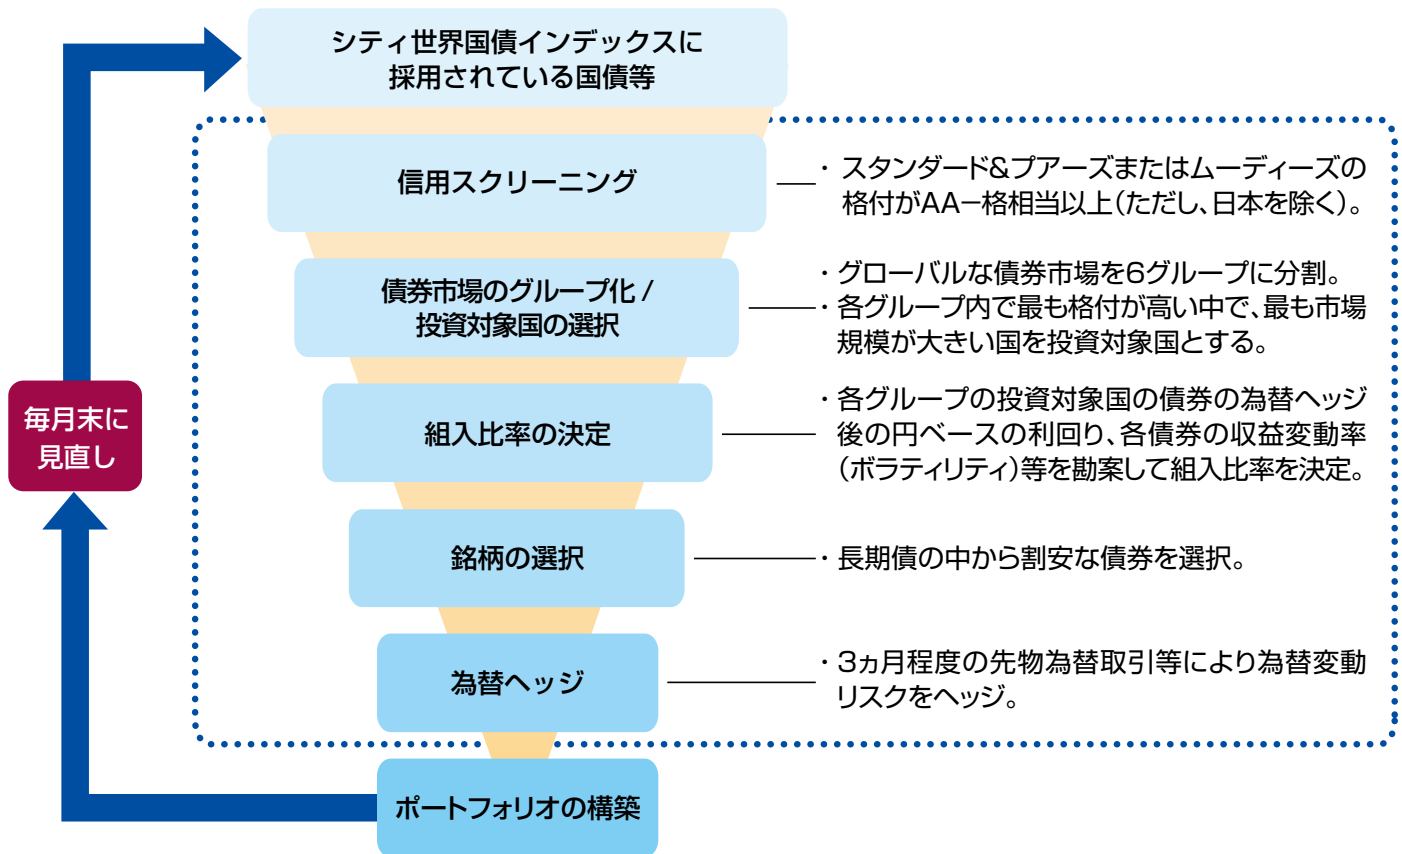 シティ世界国債インデックスに
採用されている国債等
信用スクリーニング
・スタンダード&プアーズまたはムーディーズの
格付がAA−格相当以上(ただし、日本を除く)。
債券市場のグループ化 /
投資対象国の選択
・グローバルな債券市場を6グループに分割。
・各グループ内で最も格付が高い中で、最も市場
規模が大きい国を投資対象国とする。
毎月末に
見直し
組入比率の決定
・各グループの投資対象国の債券の為替ヘッジ
後の円ベースの利回り、各債券の収益変動率
(ボラティリティ)等を勘案して組入比率を決定。
銘柄の選択
・長期債の中から割安な債券を選択。
為替ヘッジ
・3ヵ月程度の先物為替取引等により為替変動
リスクをヘッジ。
ポートフォリオの構築